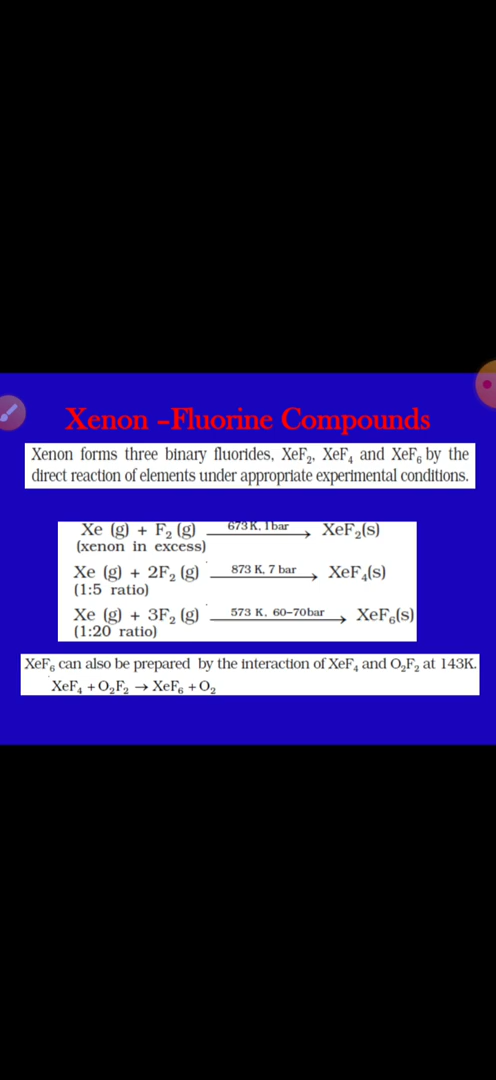 Xenon –Fluorine Compounds
Xenon forms three binary fluorides, XeF₂, XeF₄ and XeF₆ by the
direct reaction of elements under appropriate experimental conditions.
Xe (g) + F₂ (g) 673 K, 1bar → XeF₂(s)
(xenon in excess)
Xe (g) + 2F₂ (g) 873 K, 7 bar → XeF₄(s)
(1:5 ratio)
Xe (g) + 3F₂ (g) 573 K, 60–70bar → XeF₆(s)
(1:20 ratio)
XeF₆ can also be prepared by the interaction of XeF₄ and O₂F₂ at 143K.
XeF₄ + O₂F₂ → XeF₆ + O₂